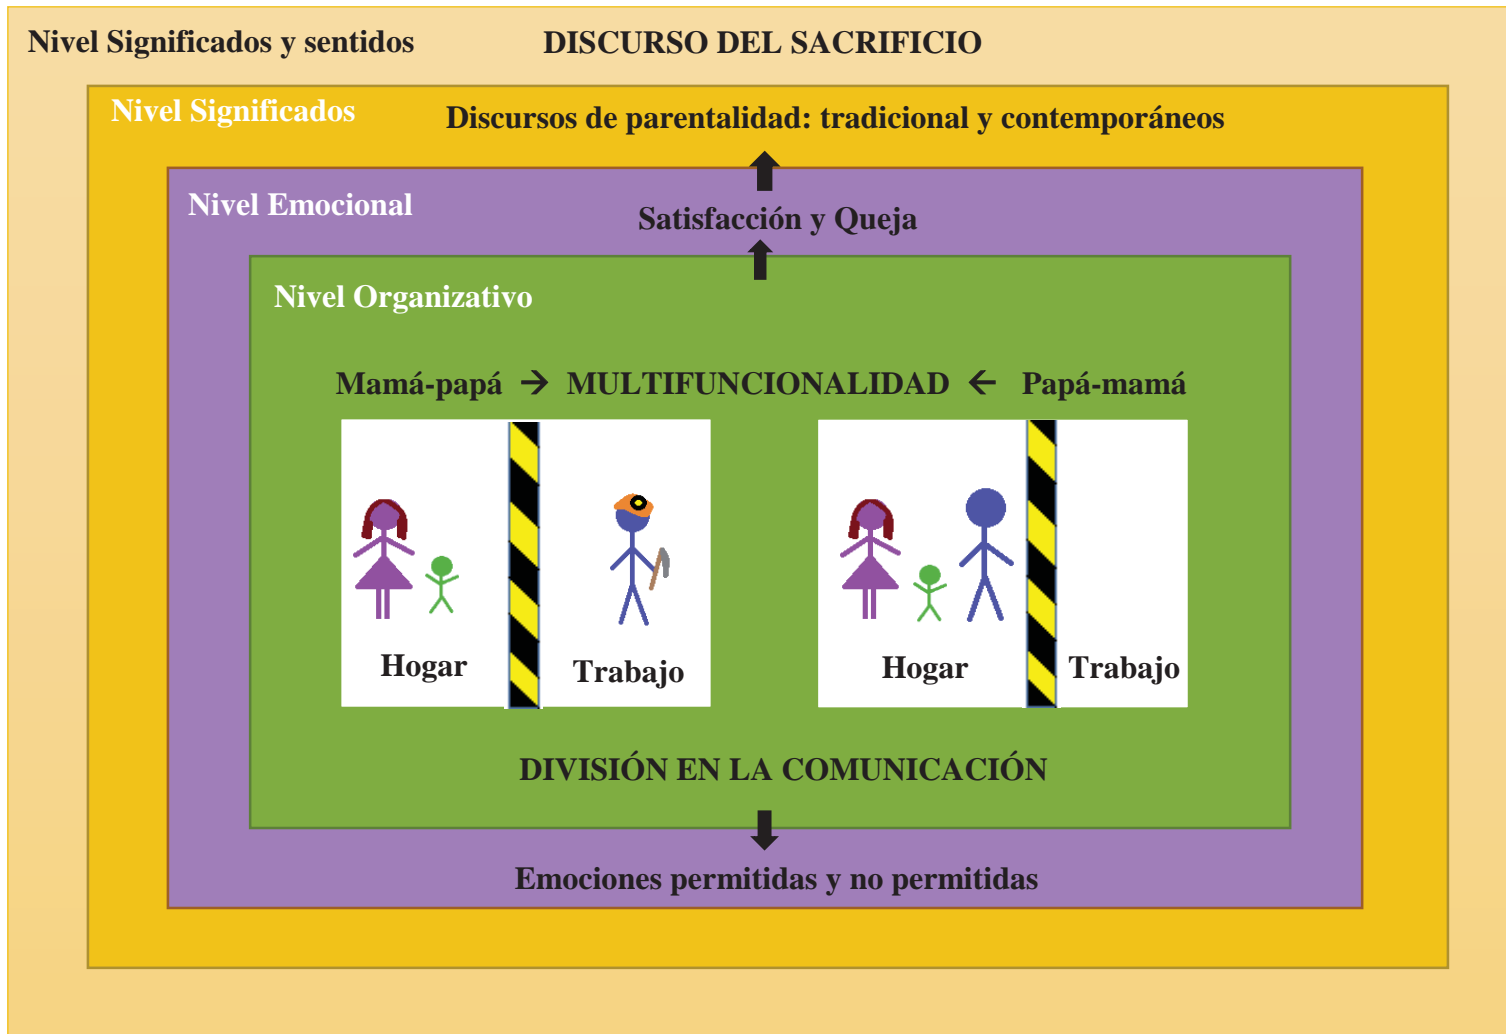 Nivel Significados y sentidos DISCURSO DEL SACRIFICIO
Nivel Significados
Discursos de parentalidad: tradicional y contemporáneos
Nivel Emocional
Satisfacción y Queja
Nivel Organizativo
Mamá-papá → MULTIFUNCIONALIDAD ← Papá-mamá
Hogar Trabajo Hogar Trabajo
DIVISIÓN EN LA COMUNICACIÓN
Emociones permitidas y no permitidas